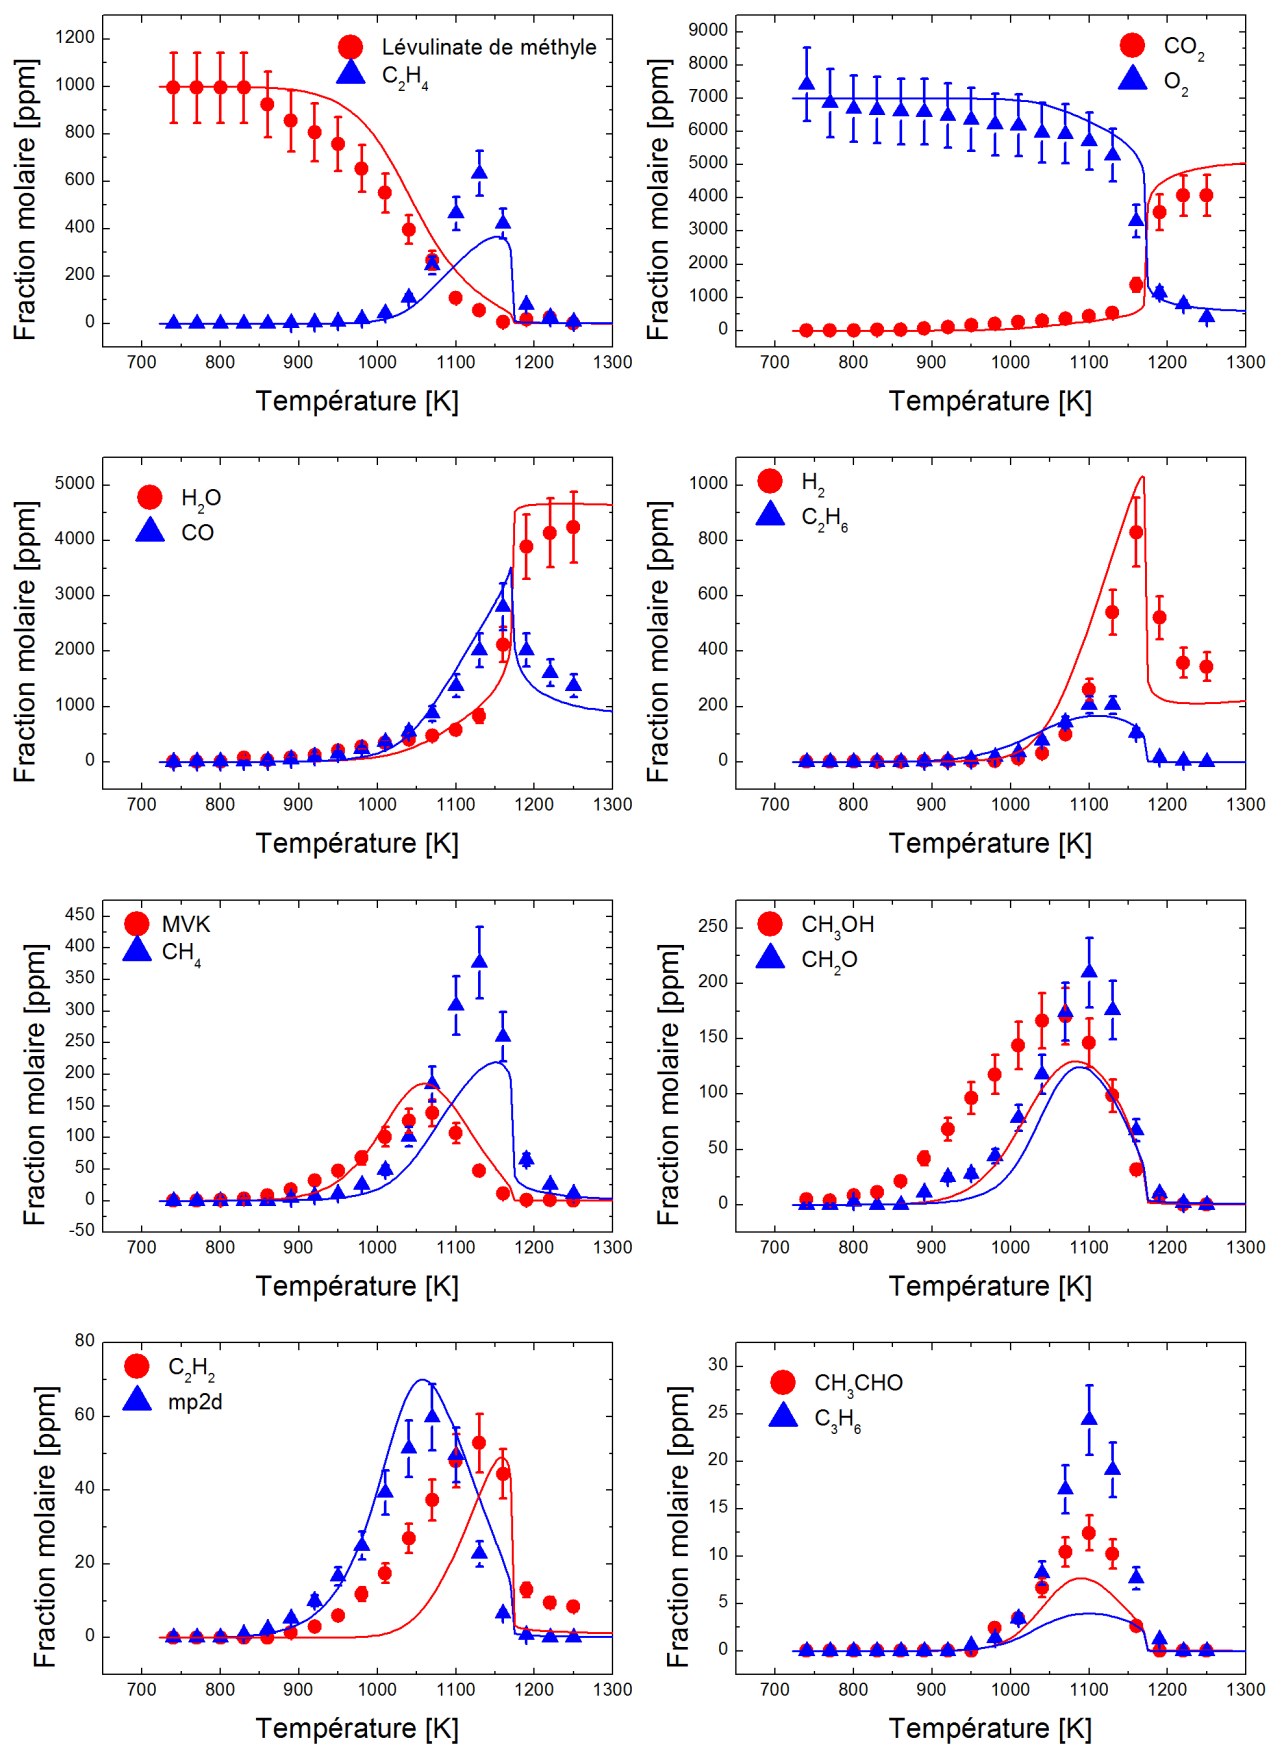 Lévulinate de méthyle
C₂H₄
Fraction molaire [ppm]
1200
1000
800
600
400
200
0
700 800 900 1000 1100 1200 1300
Température [K]
CO₂
O₂
Fraction molaire [ppm]
9000
8000
7000
6000
5000
4000
3000
2000
1000
0
700 800 900 1000 1100 1200 1300
Température [K]
H₂O
CO
Fraction molaire [ppm]
5000
4000
3000
2000
1000
0
700 800 900 1000 1100 1200 1300
Température [K]
H₂
C₂H₆
Fraction molaire [ppm]
1000
800
600
400
200
0
700 800 900 1000 1100 1200 1300
Température [K]
MVK
CH₄
Fraction molaire [ppm]
450
400
350
300
250
200
150
100
50
0
-50
700 800 900 1000 1100 1200 1300
Température [K]
CH₃OH
CH₂O
Fraction molaire [ppm]
250
200
150
100
50
0
700 800 900 1000 1100 1200 1300
Température [K]
C₂H₂
mp2d
Fraction molaire [ppm]
80
60
40
20
0
700 800 900 1000 1100 1200 1300
Température [K]
CH₃CHO
C₃H₆
Fraction molaire [ppm]
30
25
20
15
10
5
0
700 800 900 1000 1100 1200 1300
Température [K]